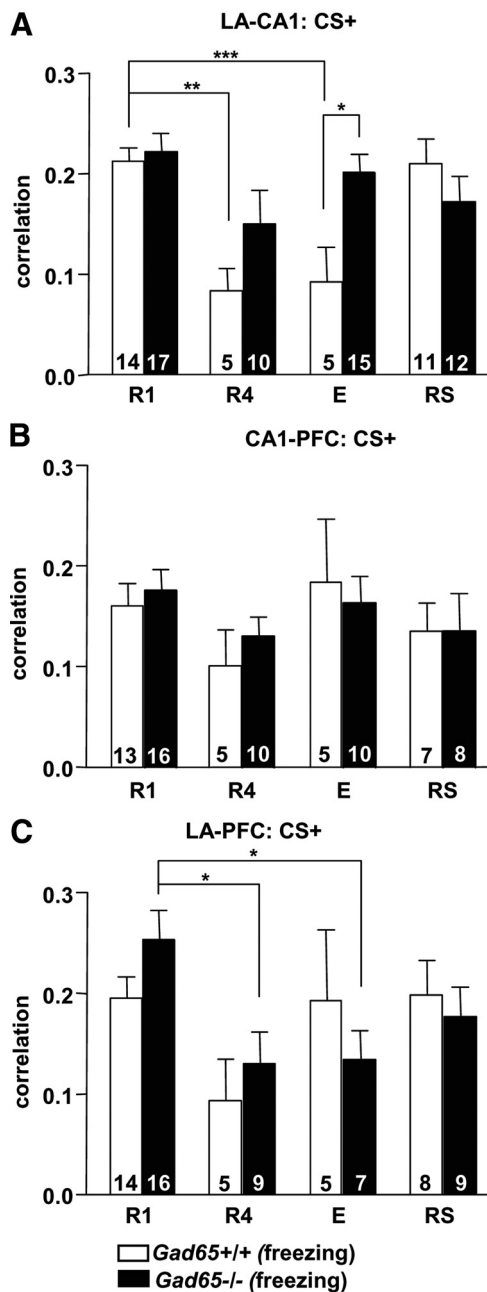 A
LA-CA1: CS+
***
**
*
0.3
0.2
0.1
0.0
correlation
14 17 5 10 5 15 11 12
R1 R4 E RS
B
CA1-PFC: CS+
0.3
0.2
0.1
0.0
correlation
13 16 5 10 5 10 7 8
R1 R4 E RS
C
LA-PFC: CS+
*
*
0.3
0.2
0.1
0.0
correlation
14 16 5 9 5 7 8 9
R1 R4 E RS
Gad65+/+ (freezing)
Gad65-/- (freezing)